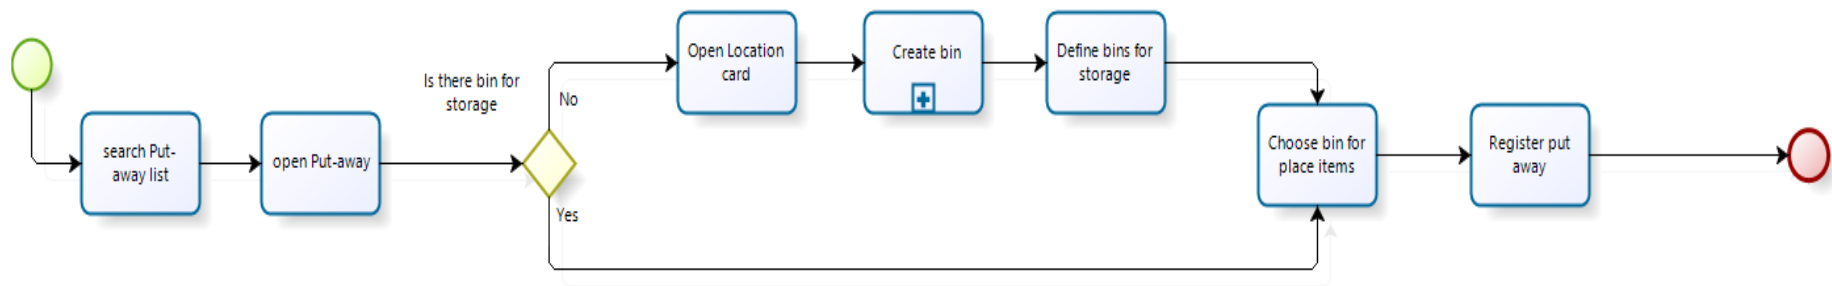 search Put-
away list
open Put-away
Is there bin for
storage
No
Yes
Open Location
card
Create bin
Define bins for
storage
Choose bin for
place items
Register put
away